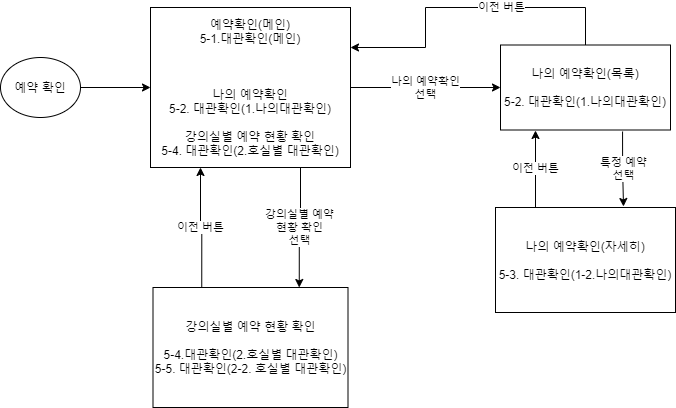 이전 버튼
예약확인(메인)
5-1.대관확인(메인)
나의 예약확인
5-2. 대관확인(1.나의대관확인)
강의실별 예약 현황 확인
5-4. 대관확인(2.호실별 대관확인)
예약 확인
나의 예약확인
선택
나의 예약확인(목록)
5-2. 대관확인(1.나의대관확인)
이전 버튼
특정 예약
선택
이전 버튼
강의실별 예약
현황 확인
선택
나의 예약확인(자세히)
5-3. 대관확인(1-2.나의대관확인)
강의실별 예약 현황 확인
5-4.대관확인(2.호실별 대관확인)
5-5. 대관확인(2-2. 호실별 대관확인)